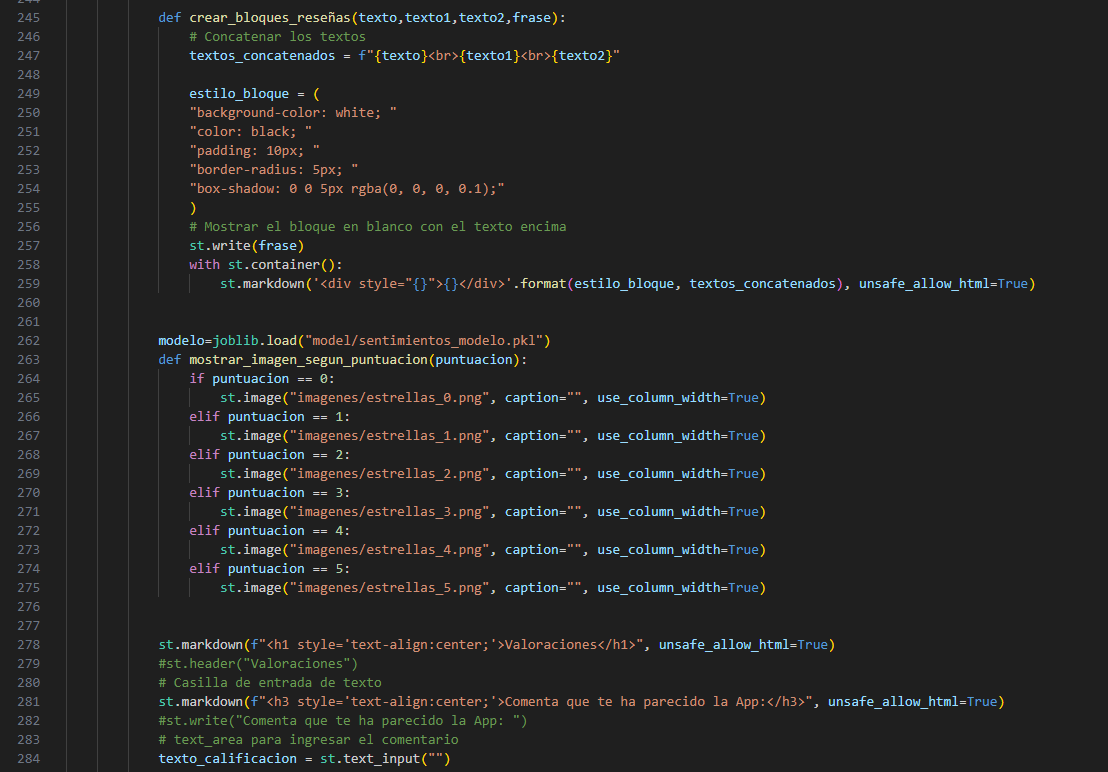 245 def crear_bloques_reseñas(texto,texto1,texto2,frase):
246 # Concatenar los textos
247 textos_concatenados = f"{texto}<br>{texto1}<br>{texto2}"
248
249 estilo_bloque = (
250 "background-color: white; "
251 "color: black; "
252 "padding: 10px; "
253 "border-radius: 5px; "
254 "box-shadow: 0 0 5px rgba(0, 0, 0, 0.1);"
255 )
256 # Mostrar el bloque en blanco con el texto encima
257 st.write(frase)
258 with st.container():
259 st.markdown('<div style="{}">{}</div>'.format(estilo_bloque, textos_concatenados), unsafe_allow_html=True)
260
261
262 modelo=joblib.load("model/sentimientos_modelo.pkl")
263 def mostrar_imagen_segun_puntuacion(puntuacion):
264 if puntuacion == 0:
265 st.image("imagenes/estrellas_0.png", caption="", use_column_width=True)
266 elif puntuacion == 1:
267 st.image("imagenes/estrellas_1.png", caption="", use_column_width=True)
268 elif puntuacion == 2:
269 st.image("imagenes/estrellas_2.png", caption="", use_column_width=True)
270 elif puntuacion == 3:
271 st.image("imagenes/estrellas_3.png", caption="", use_column_width=True)
272 elif puntuacion == 4:
273 st.image("imagenes/estrellas_4.png", caption="", use_column_width=True)
274 elif puntuacion == 5:
275 st.image("imagenes/estrellas_5.png", caption="", use_column_width=True)
276
277
278 st.markdown(f"<h1 style='text-align:center;'>Valoraciones</h1>", unsafe_allow_html=True)
279 #st.header("Valoraciones")
280 # Casilla de entrada de texto
281 st.markdown(f"<h3 style='text-align:center;'>Comenta que te ha parecido la App:</h3>", unsafe_allow_html=True)
282 #st.write("Comenta que te ha parecido la App: ")
283 # text_area para ingresar el comentario
284 texto_calificacion = st.text_input("")